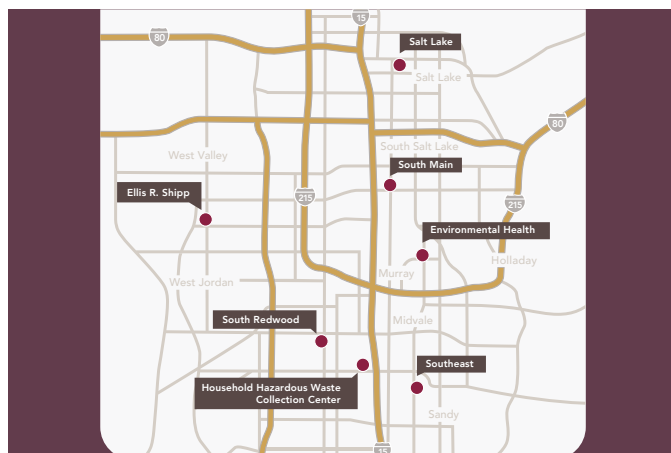 15
Salt Lake
80
Salt Lake
80
South Salt Lake
West Valley
South Main
Ellis R. Shipp
215
215
Environmental Health
Holladay
Murray
West Jordan
South Redwood
Midvale
Southeast
Household Hazardous Waste
Collection Center
Sandy
15